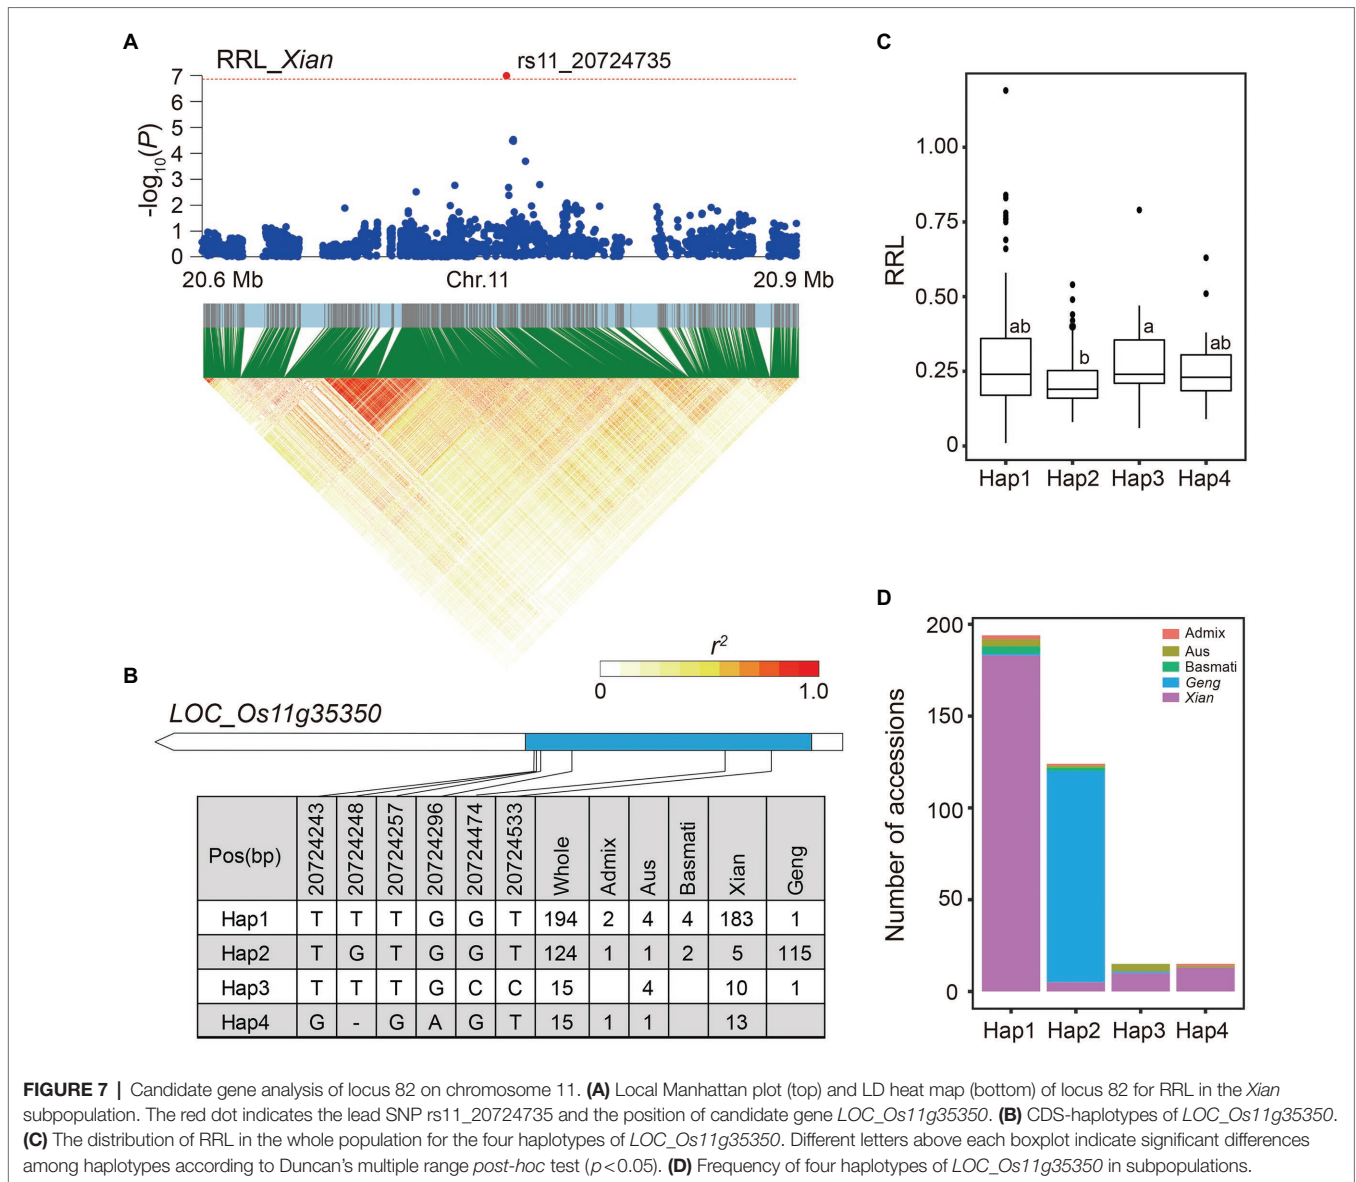 A
RRL_Xian
rs11_20724735
-log10(P)
7
6
5
4
3
2
1
0
20.6 Mb Chr.11 20.9 Mb
r2
0 1.0
B
LOC_Os11g35350
Pos(bp) 20724243 20724248 20724257 20724296 20724474 20724533 Whole Admix Aus Basmati Xian Geng
Hap1 T T T G G T 194 2 4 4 183 1
Hap2 T G T G G T 124 1 1 2 5 115
Hap3 T T T G C C 15 4 10 1
Hap4 G - G A G T 15 1 1 13
C
RRL
1.00
0.75
0.50
0.25
0
ab
b
a
ab
Hap1 Hap2 Hap3 Hap4
D
Number of accessions
200
150
100
50
0
Admix
Aus
Basmati
Geng
Xian
Hap1 Hap2 Hap3 Hap4
FIGURE 7 | Candidate gene analysis of locus 82 on chromosome 11. (A) Local Manhattan plot (top) and LD heat map (bottom) of locus 82 for RRL in the Xian
subpopulation. The red dot indicates the lead SNP rs11_20724735 and the position of candidate gene LOC_Os11g35350. (B) CDS-haplotypes of LOC_Os11g35350.
(C) The distribution of RRL in the whole population for the four haplotypes of LOC_Os11g35350. Different letters above each boxplot indicate significant differences
among haplotypes according to Duncan's multiple range post-hoc test (p<0.05). (D) Frequency of four haplotypes of LOC_Os11g35350 in subpopulations.